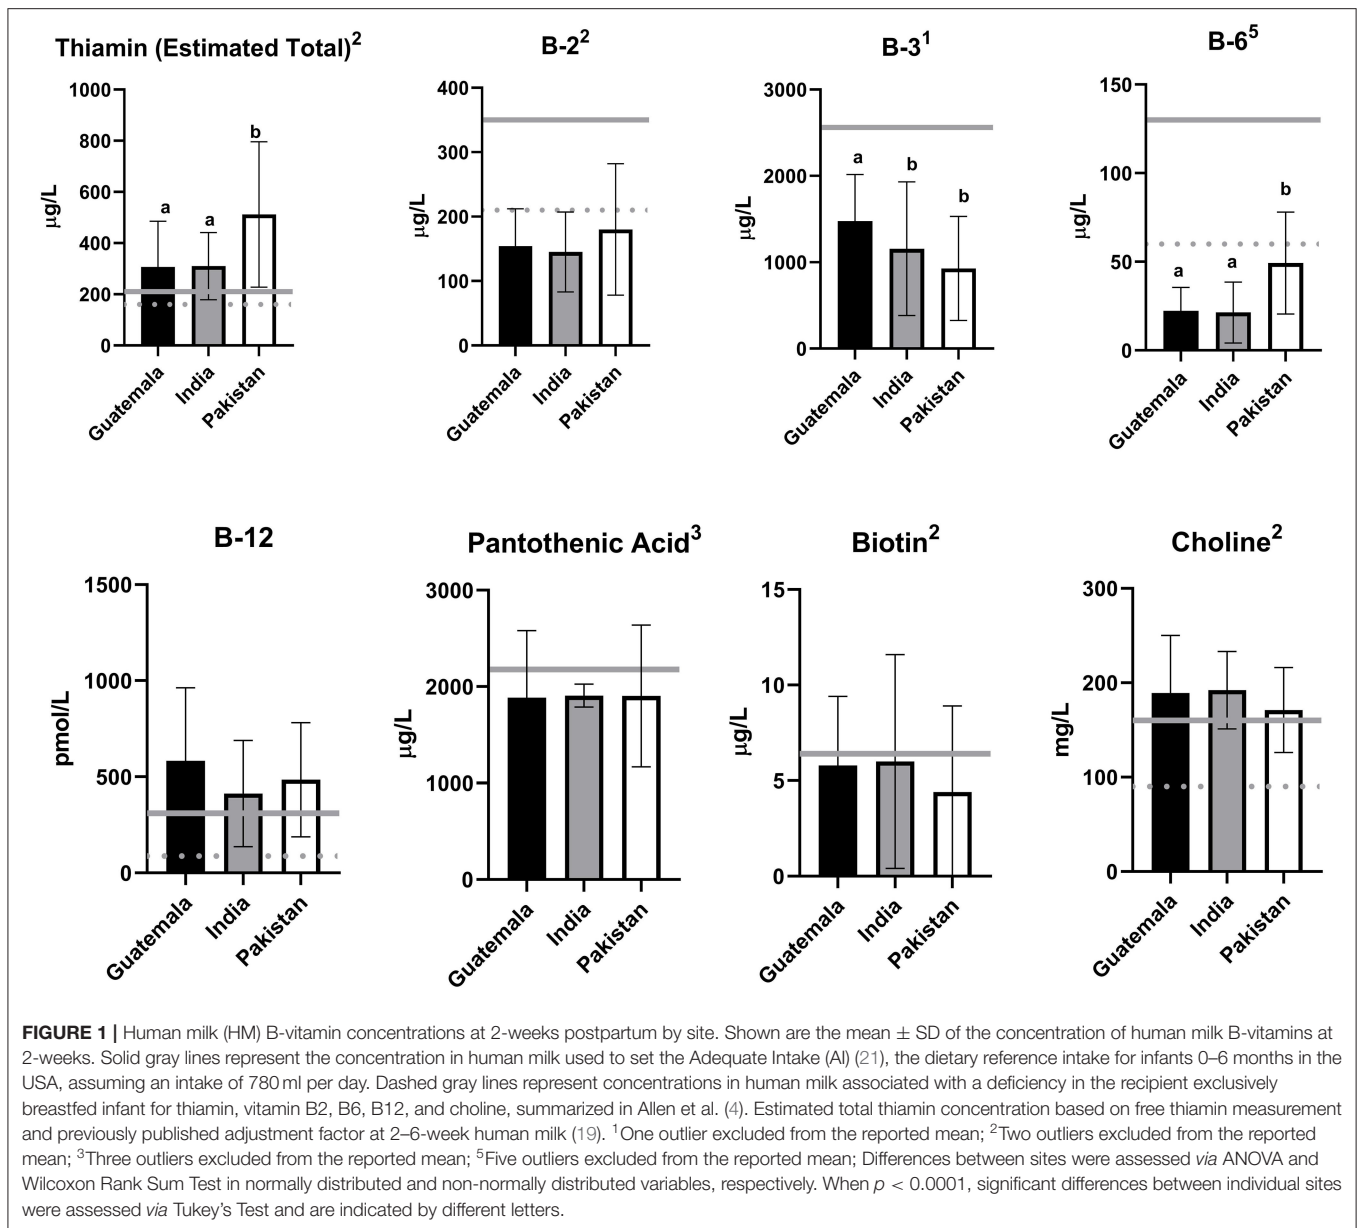 Thiamin (Estimated Total)2
1000
800
600
400
200
0
μg/L
a
a
b
Guatemala
India
Pakistan
B-22
400
300
200
100
0
μg/L
Guatemala
India
Pakistan
B-31
3000
2000
1000
0
μg/L
a
b
b
Guatemala
India
Pakistan
B-65
150
100
50
0
μg/L
a
a
b
Guatemala
India
Pakistan
B-12
1500
1000
500
0
pmol/L
Guatemala
India
Pakistan
Pantothenic Acid3
3000
2000
1000
0
μg/L
Guatemala
India
Pakistan
Biotin2
15
10
5
0
μg/L
Guatemala
India
Pakistan
Choline2
300
200
100
0
mg/L
Guatemala
India
Pakistan
FIGURE 1 | Human milk (HM) B-vitamin concentrations at 2-weeks postpartum by site. Shown are the mean ± SD of the concentration of human milk B-vitamins at
2-weeks. Solid gray lines represent the concentration in human milk used to set the Adequate Intake (AI) (21), the dietary reference intake for infants 0–6 months in the
USA, assuming an intake of 780 ml per day. Dashed gray lines represent concentrations in human milk associated with a deficiency in the recipient exclusively
breastfed infant for thiamin, vitamin B2, B6, B12, and choline, summarized in Allen et al. (4). Estimated total thiamin concentration based on free thiamin measurement
and previously published adjustment factor at 2–6-week human milk (19). 1One outlier excluded from the reported mean; 2Two outliers excluded from the reported
mean; 3Three outliers excluded from the reported mean; 5Five outliers excluded from the reported mean; Differences between sites were assessed via ANOVA and
Wilcoxon Rank Sum Test in normally distributed and non-normally distributed variables, respectively. When p < 0.0001, significant differences between individual sites
were assessed via Tukey's Test and are indicated by different letters.